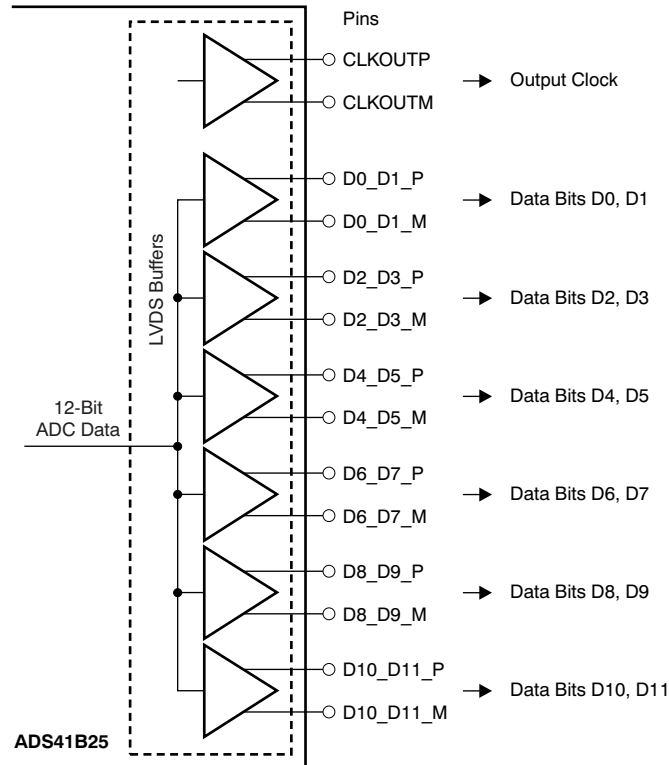 Pins
CLKOUTP
CLKOUTM
Output Clock
D0_D1_P
D0_D1_M
Data Bits D0, D1
LVDS Buffers
D2_D3_P
D2_D3_M
Data Bits D2, D3
D4_D5_P
D4_D5_M
Data Bits D4, D5
12-Bit
ADC Data
D6_D7_P
D6_D7_M
Data Bits D6, D7
D8_D9_P
D8_D9_M
Data Bits D8, D9
D10_D11_P
D10_D11_M
Data Bits D10, D11
ADS41B25